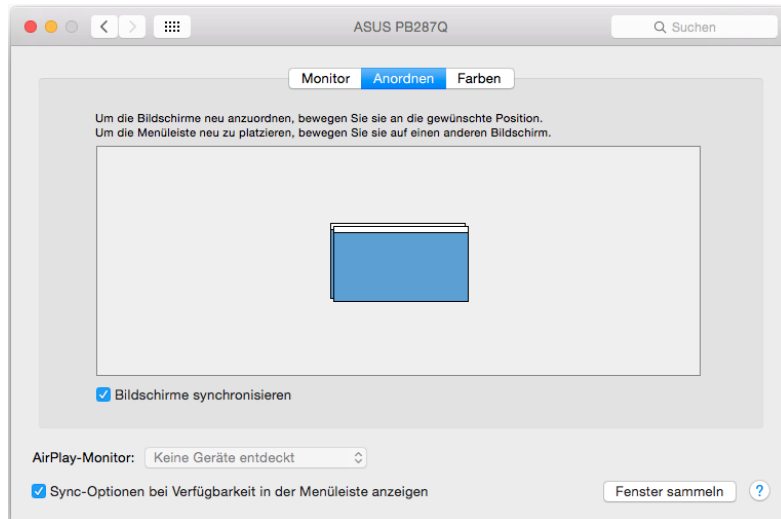 ASUS PB287Q
Suchen
Monitor
Anordnen
Farben
Um die Bildschirme neu anzuordnen, bewegen Sie sie an die gewünschte Position.
Um die Menüleiste neu zu platzieren, bewegen Sie sie auf einen anderen Bildschirm.
Bildschirme synchronisieren
AirPlay-Monitor: Keine Geräte entdeckt
Sync-Optionen bei Verfügbarkeit in der Menüleiste anzeigen
Fenster sammeln
?